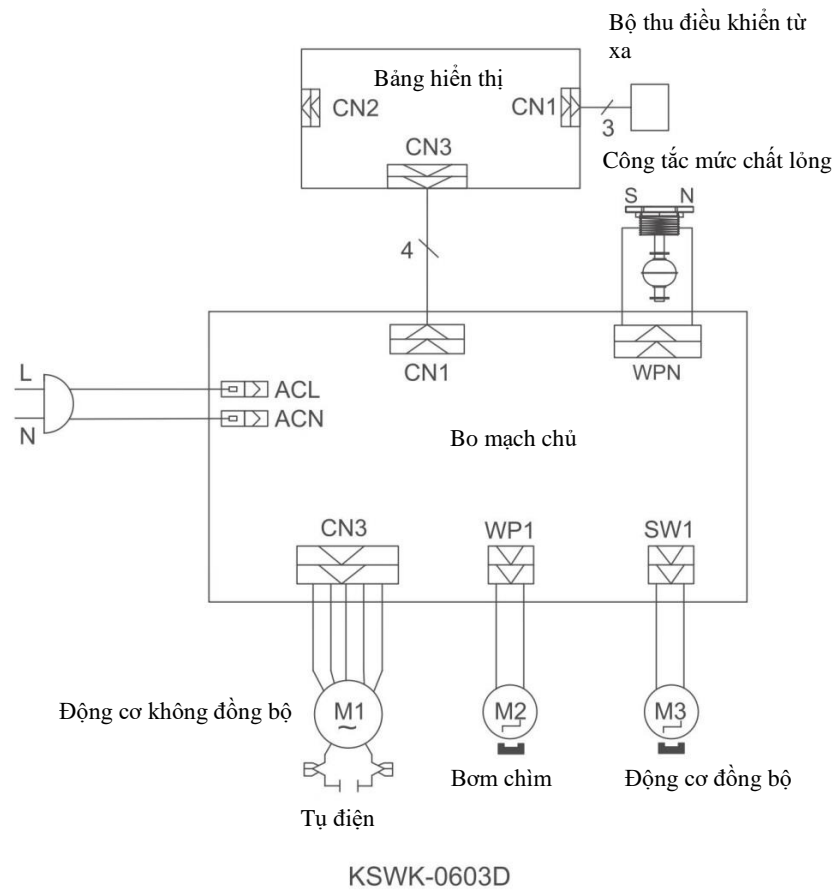 Bộ thu điều khiển từ
xa
Bảng hiển thị
CN2
CN1
3
CN3
Công tắc mức chất lỏng
S N
4
CN1
WPN
L
ACL
ACN
N
Bo mạch chủ
CN3
WP1
SW1
Động cơ không đồng bộ
M1
~
M2
M3
Bơm chìm
Động cơ đồng bộ
Tụ điện
KSWK-0603D